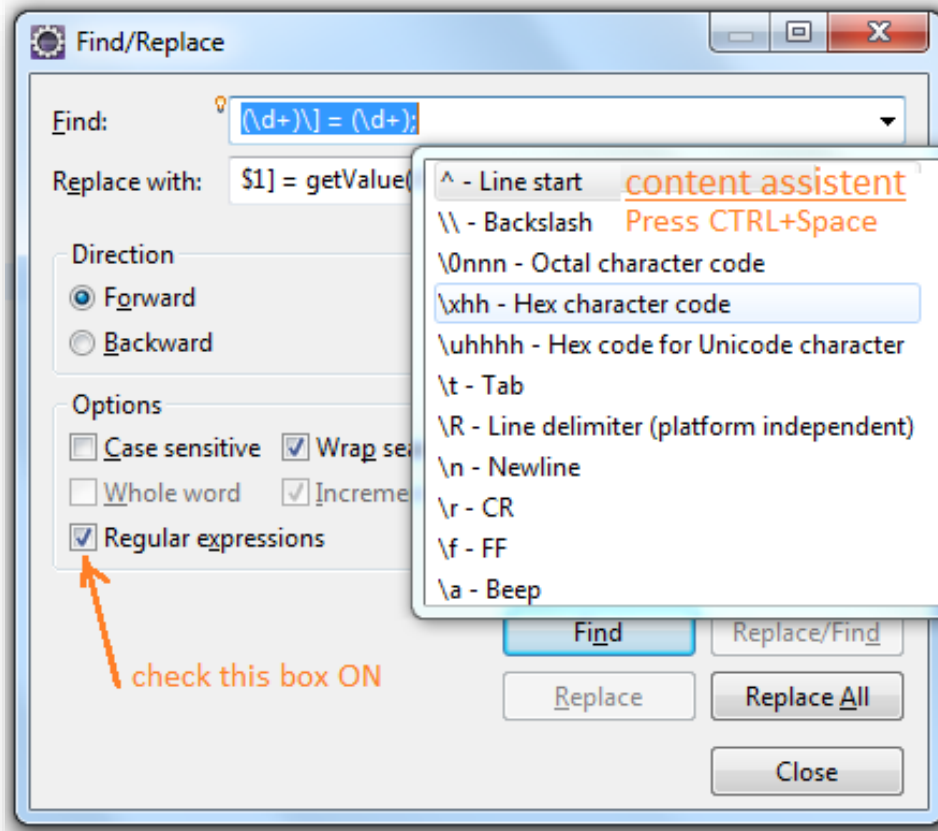 Find/Replace
Find: (\d+)\] = (\d+);
Replace with: $1] = getValue(
^ - Line start
content assistent
\\ - Backslash
Press CTRL+Space
\0nnn - Octal character code
\xhh - Hex character code
\uhhhh - Hex code for Unicode character
\t - Tab
\R - Line delimiter (platform independent)
\n - Newline
\r - CR
\f - FF
\a - Beep
Direction
Forward
Backward
Options
Case sensitive
Wrap sea
Whole word
Increme
Regular expressions
check this box ON
Find
Replace/Find
Replace
Replace All
Close